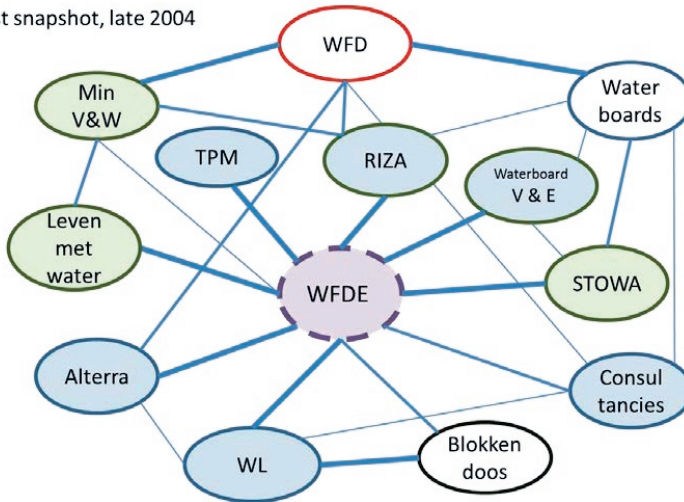 st snapshot, late 2004
WFD
Min
V&W
Water
boards
TPM
RIZA
Waterboard
V & E
Leven
met
water
WFDE
STOWA
Alterra
Consul
tancies
WL
Blokken
doos